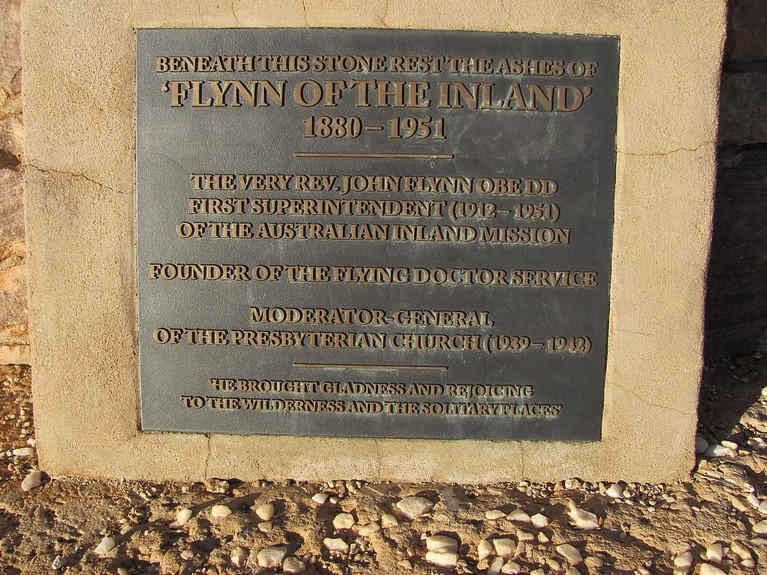 BENEATH THIS STONE REST THE ASHES OF
'FLYNN OF THE INLAND'
1880 – 1951
THE VERY REV. JOHN FLYNN OBE DD
FIRST SUPERINTENDENT (1912 – 1951)
OF THE AUSTRALIAN INLAND MISSION
FOUNDER OF THE FLYING DOCTOR SERVICE
MODERATOR-GENERAL
OF THE PRESBYTERIAN CHURCH (1939 – 1942)
'HE BROUGHT GLADNESS AND REJOICING
TO THE WILDERNESS AND THE SOLITARY PLACES'